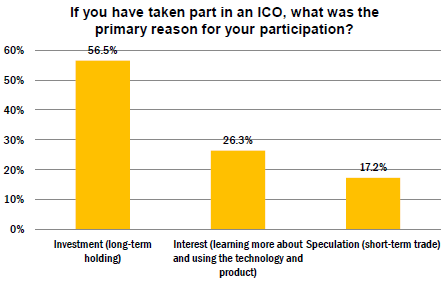 If you have taken part in an ICO, what was the
primary reason for your participation?
60%
50%
40%
30%
20%
10%
0%
56.5%
26.3%
17.2%
Investment (long-term
holding)
Interest (learning more about
and using the technology and
product)
Speculation (short-term trade)